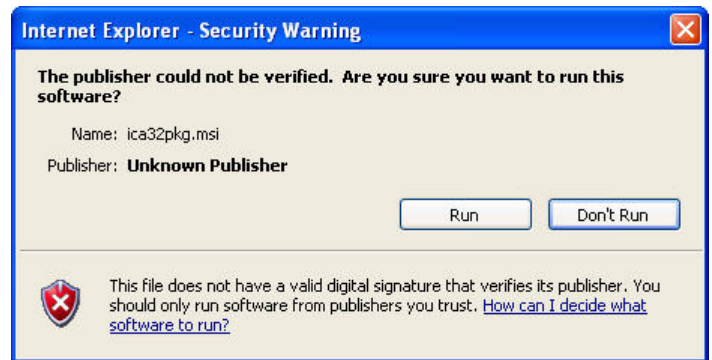 Internet Explorer - Security Warning
The publisher could not be verified. Are you sure you want to run this
software?
Name: ica32pkg.msi
Publisher: Unknown Publisher
Run Don't Run
This file does not have a valid digital signature that verifies its publisher. You
should only run software from publishers you trust. How can I decide what
software to run?